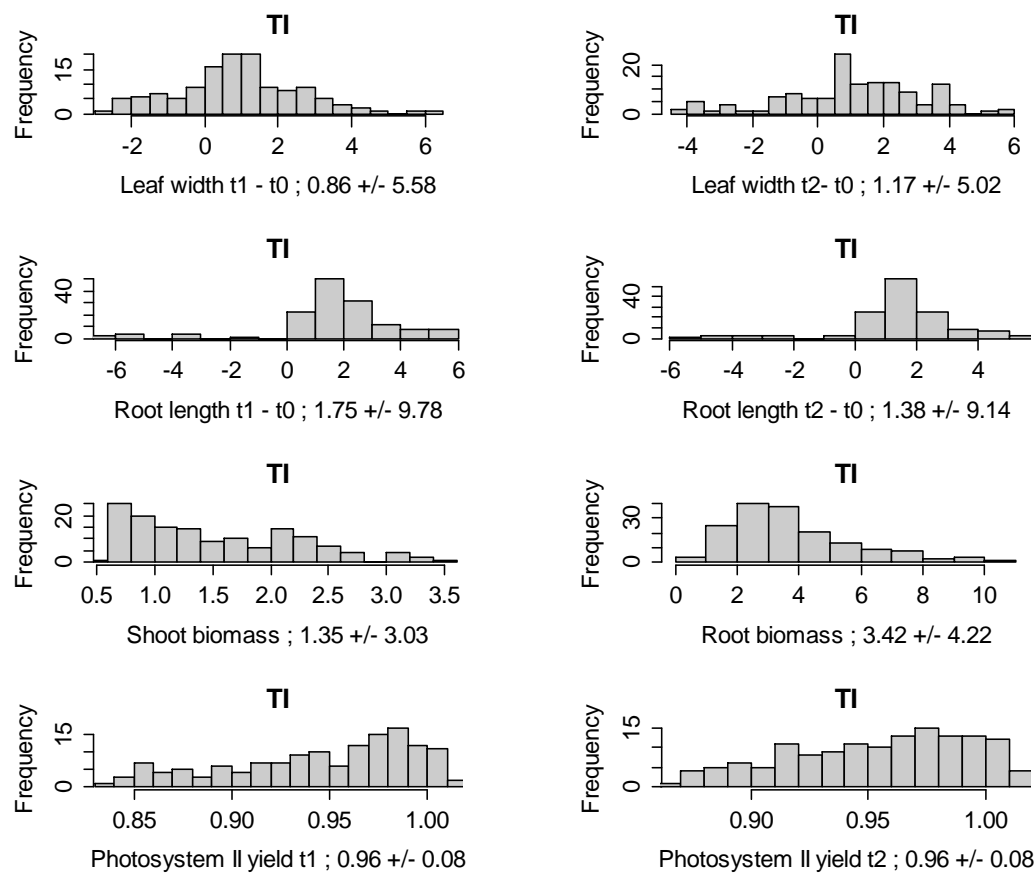 TI
Frequency
0 15
-2 0 2 4 6
Leaf width t1 - t0 ; 0.86 +/- 5.58
TI
Frequency
0 20
-4 -2 0 2 4 6
Leaf width t2- t0 ; 1.17 +/- 5.02
TI
Frequency
0 40
-6 -4 -2 0 2 4 6
Root length t1 - t0 ; 1.75 +/- 9.78
TI
Frequency
0 40
-6 -4 -2 0 2 4
Root length t2 - t0 ; 1.38 +/- 9.14
TI
Frequency
0 20
0.5 1.0 1.5 2.0 2.5 3.0 3.5
Shoot biomass ; 1.35 +/- 3.03
TI
Frequency
0 30
0 2 4 6 8 10
Root biomass ; 3.42 +/- 4.22
TI
Frequency
0 15
0.85 0.90 0.95 1.00
Photosystem II yield t1 ; 0.96 +/- 0.08
TI
Frequency
0 15
0.90 0.95 1.00
Photosystem II yield t2 ; 0.96 +/- 0.08